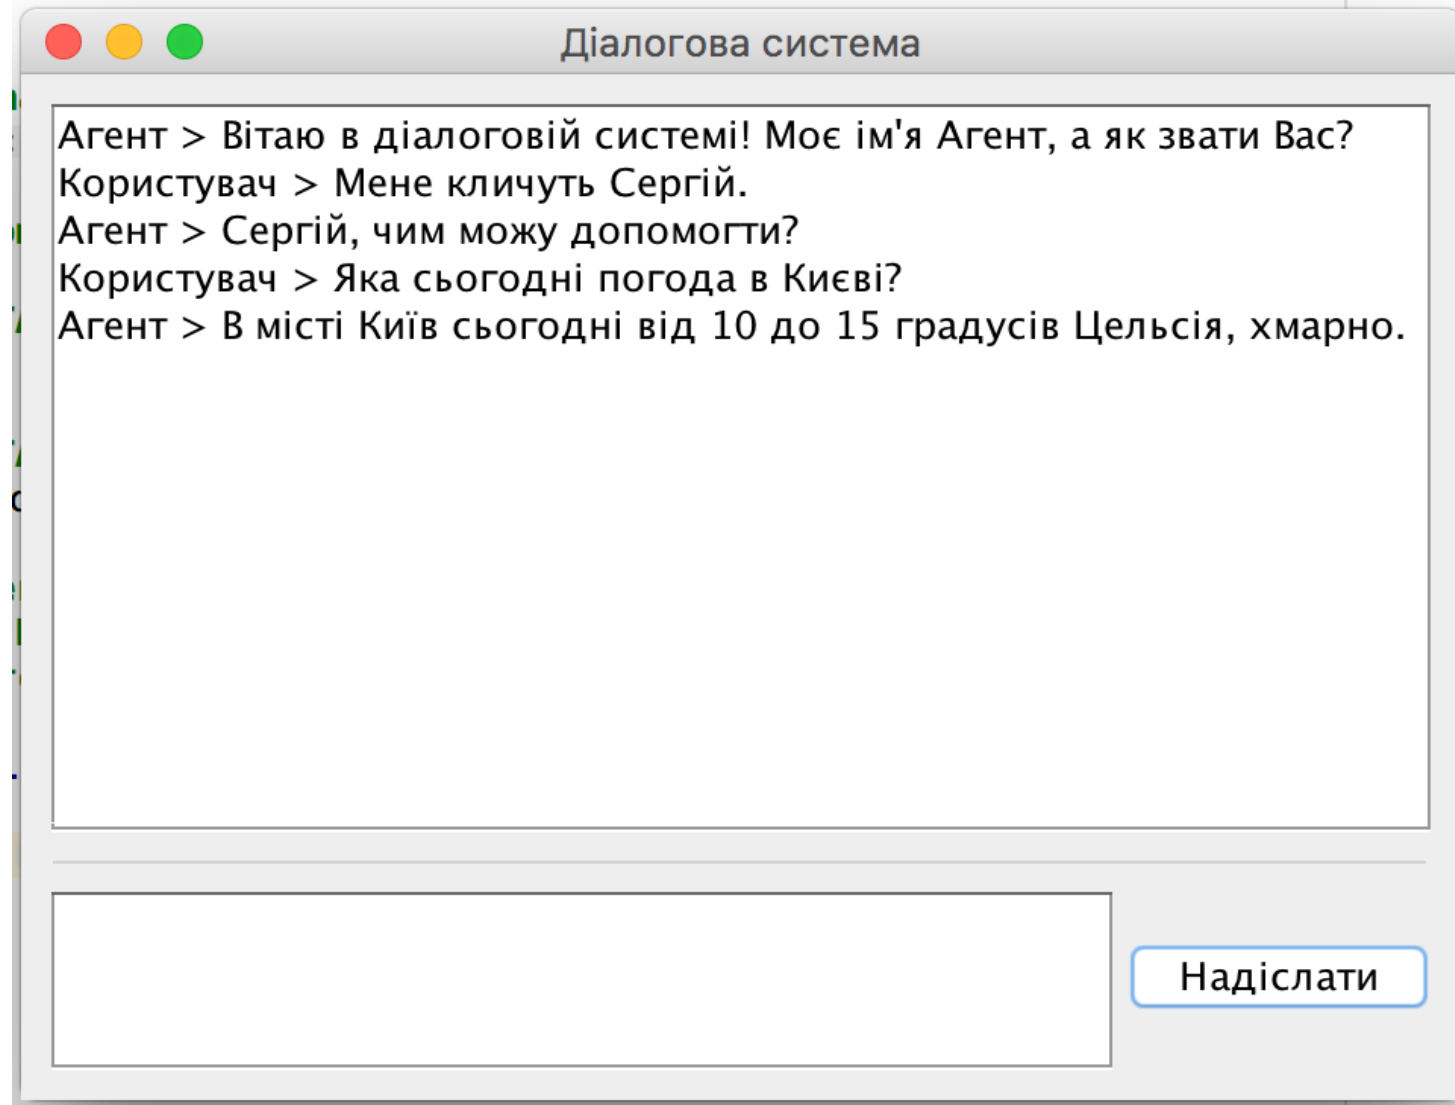 Діалогова система
Агент > Вітаю в діалоговій системі! Моє ім'я Агент, а як звати Вас?
Користувач > Мене кличуть Сергій.
Агент > Сергій, чим можу допомогти?
Користувач > Яка сьогодні погода в Києві?
Агент > В місті Київ сьогодні від 10 до 15 градусів Цельсія, хмарно.
Надіслати